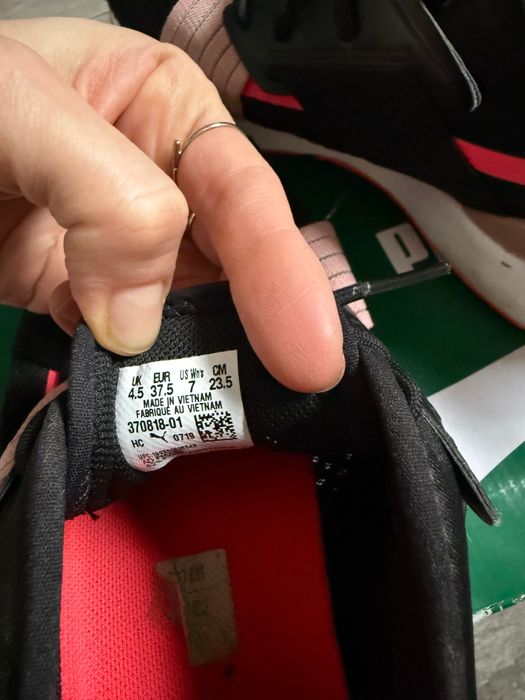 UK EUR US Wn's CM
4.5 37.5 7 23.5
MADE IN VIETNAM
FABRIQUE AU VIETNAM
370818-01
HC 0719